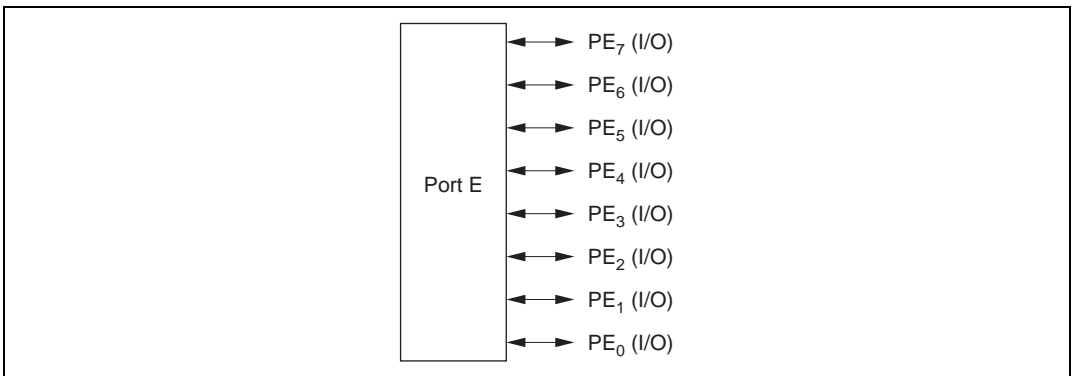 PE₇ (I/O)
PE₆ (I/O)
PE₅ (I/O)
PE₄ (I/O)
Port E
PE₃ (I/O)
PE₂ (I/O)
PE₁ (I/O)
PE₀ (I/O)